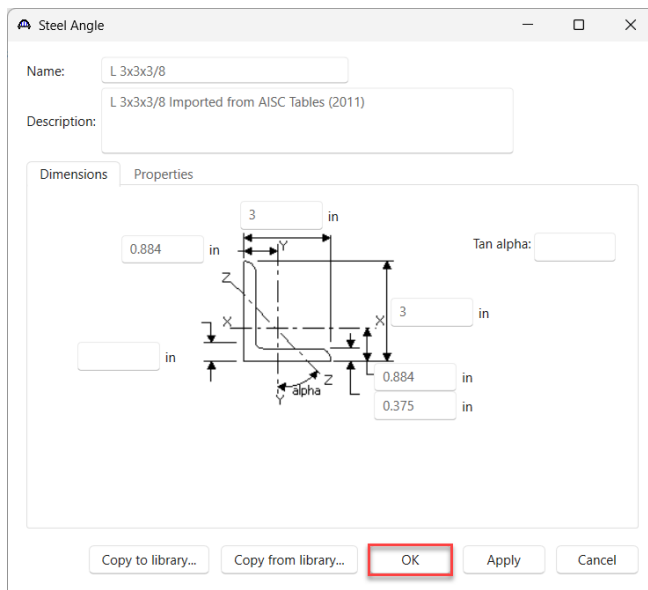 Steel Angle
Name: L 3x3x3/8
Description: L 3x3x3/8 Imported from AISC Tables (2011)
Dimensions Properties
3 in
0.884 in Y Tan alpha:
Z
X X 3 in
in
0.884 in
alpha Z
Y 0.375 in
Copy to library... Copy from library... OK Apply Cancel